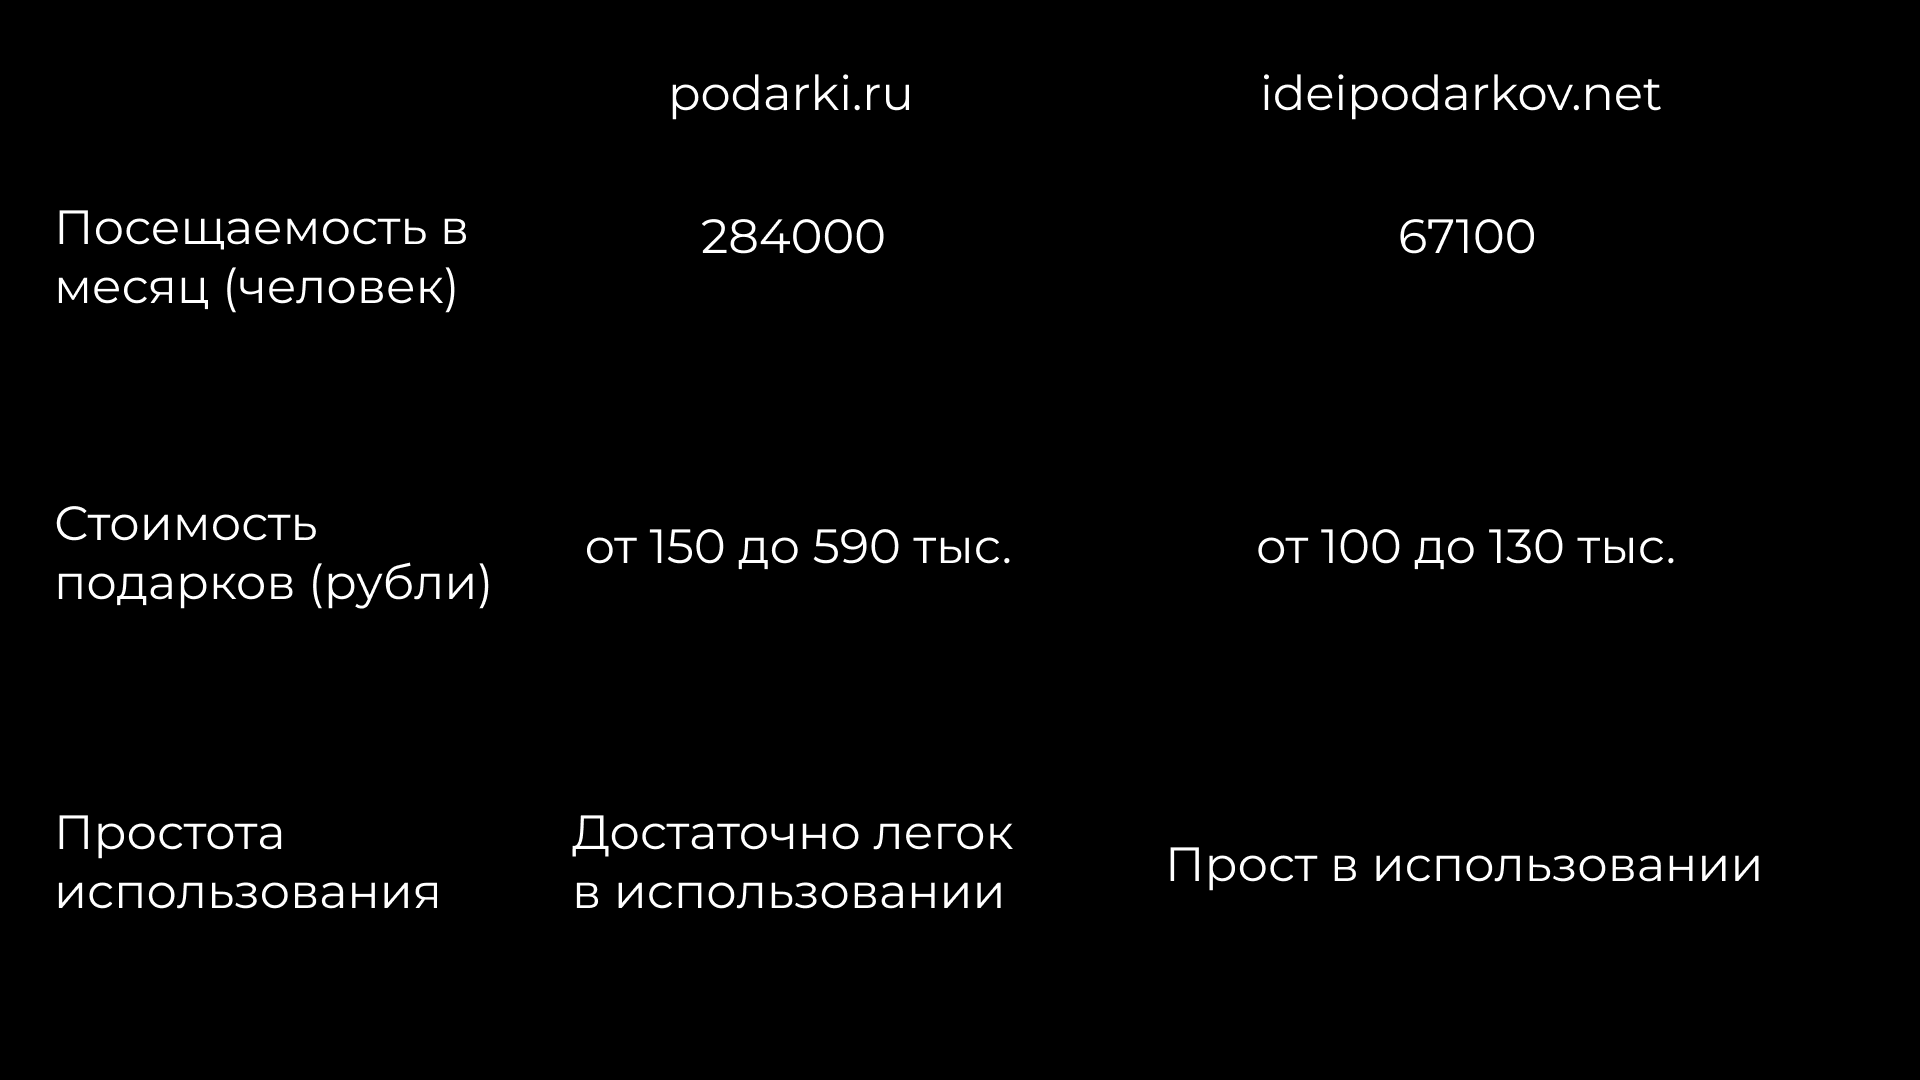 podarki.ru ideipodarkov.net
Посещаемость в
месяц (человек)
284000 67100
Стоимость
подарков (рубли)
от 150 до 590 тыс. от 100 до 130 тыс.
Простота
использования
Достаточно легок
в использовании
Прост в использовании